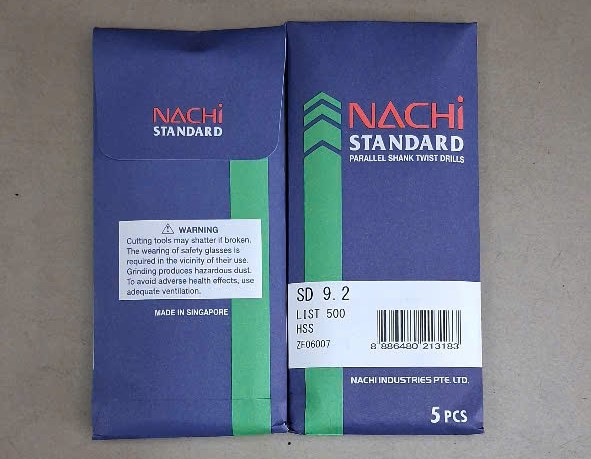 NACHi
STANDARD
WARNING
Cutting tools may shatter if broken.
The wearing of safety glasses is
required in the vicinity of their use.
Grinding produces hazardous dust.
To avoid adverse health effects, use
adequate ventilation.
MADE IN SINGAPORE
NACHi
STANDARD
PARALLEL SHANK TWIST DRILLS
SD 9.2
LIST 500
HSS
ZF06007
8 886480 213183
NACHI INDUSTRIES PTE. LTD.
5 PCS